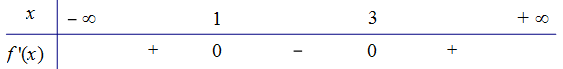 x – ∞ 1 3 + ∞
f'(x) + 0 – 0 +